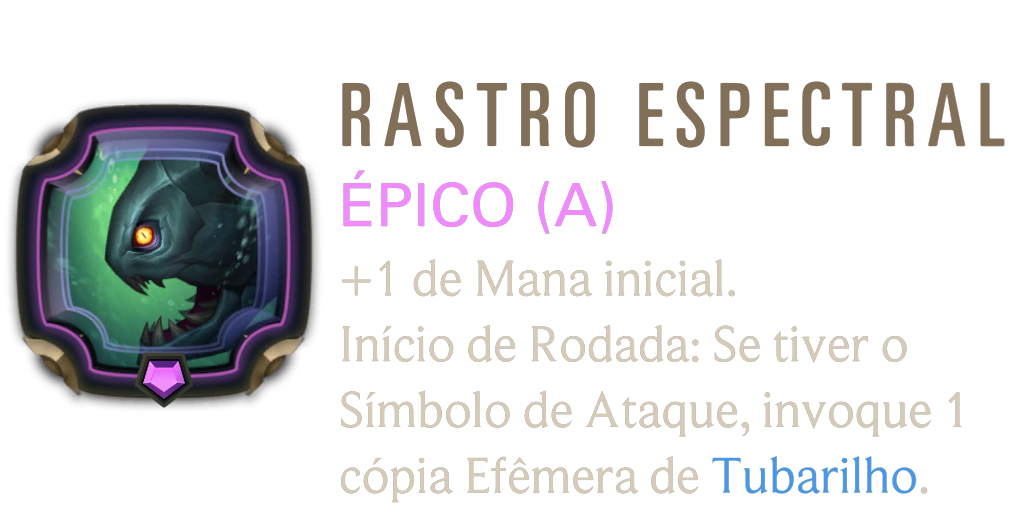 RASTRO ESPECTRAL
ÉPICO (A)
+1 de Mana inicial.
Início de Rodada: Se tiver o
Símbolo de Ataque, invoque 1
cópia Efêmera de Tubarilho.